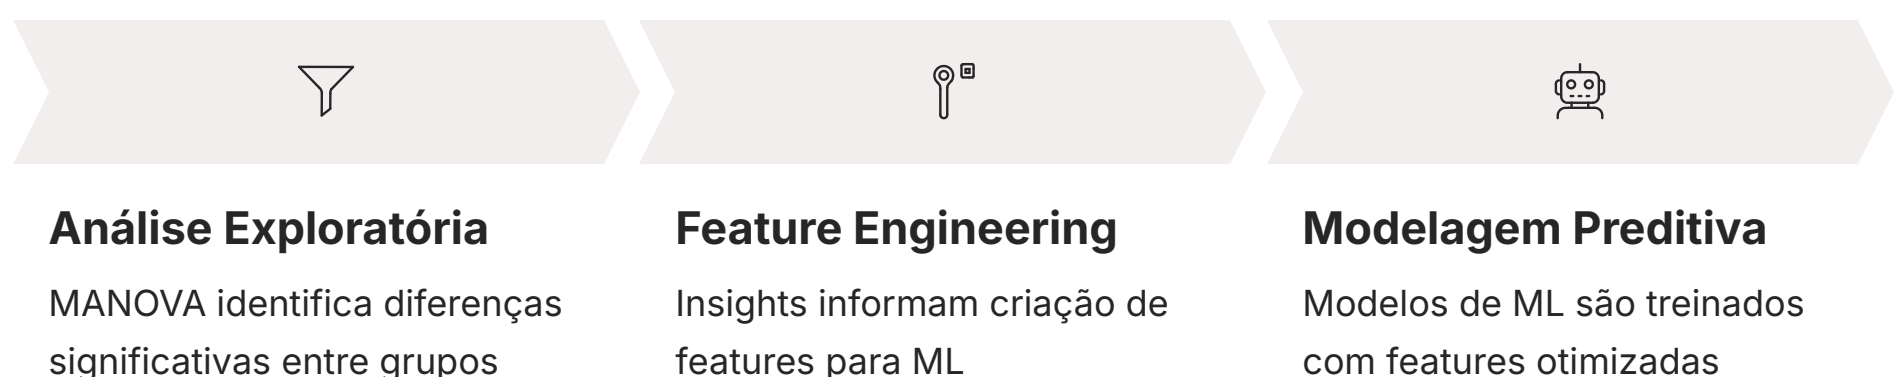 Análise Exploratória
MANOVA identifica diferenças
significativas entre grupos
Feature Engineering
Insights informam criação de
features para ML
Modelagem Preditiva
Modelos de ML são treinados
com features otimizadas